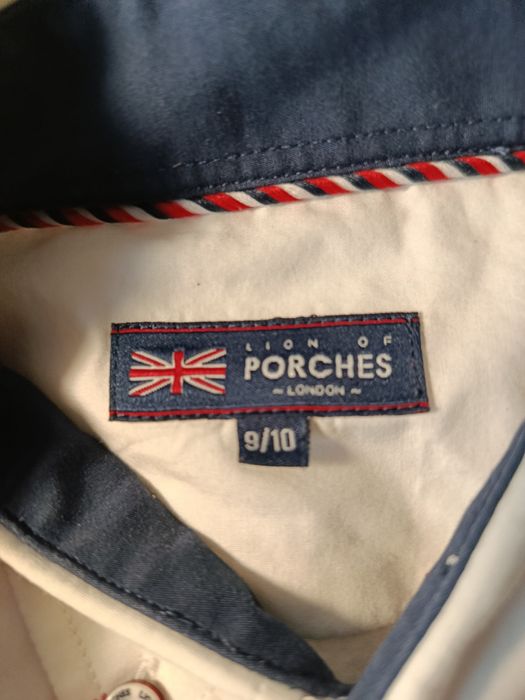 LION OF
PORCHES
~ LONDON ~
9/10